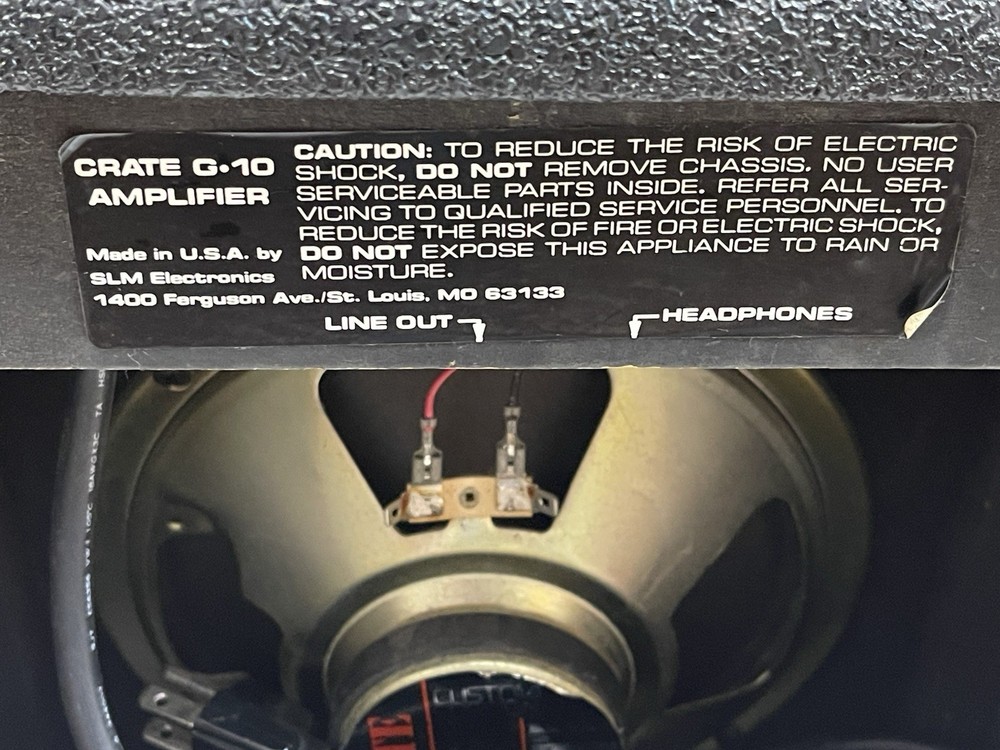 CRATE G•10
AMPLIFIER
Made in U.S.A. by
SLM Electronics
1400 Ferguson Ave./St. Louis, MO 63133
CAUTION: TO REDUCE THE RISK OF ELECTRIC
SHOCK, DO NOT REMOVE CHASSIS. NO USER
SERVICEABLE PARTS INSIDE. REFER ALL SER-
VICING TO QUALIFIED SERVICE PERSONNEL. TO
REDUCE THE RISK OF FIRE OR ELECTRIC SHOCK,
DO NOT EXPOSE THIS APPLIANCE TO RAIN OR
MOISTURE.
LINE OUT
HEADPHONES
CUSTOM